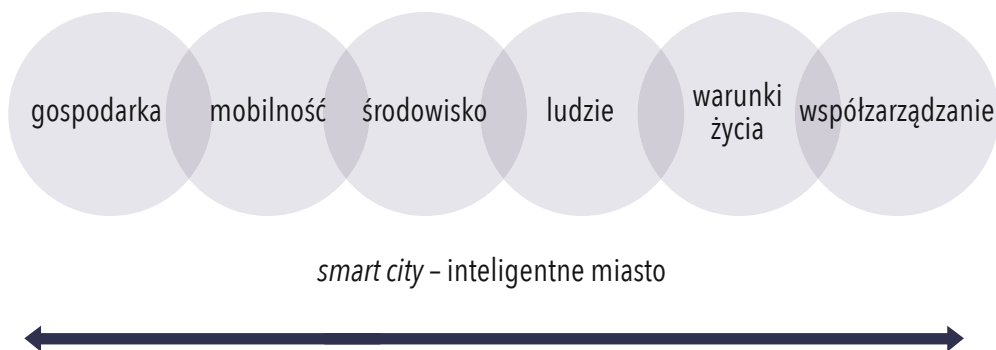 gospodarka
mobilność
środowisko
ludzie
warunki
życia
współzarządzanie
smart city – inteligentne miasto